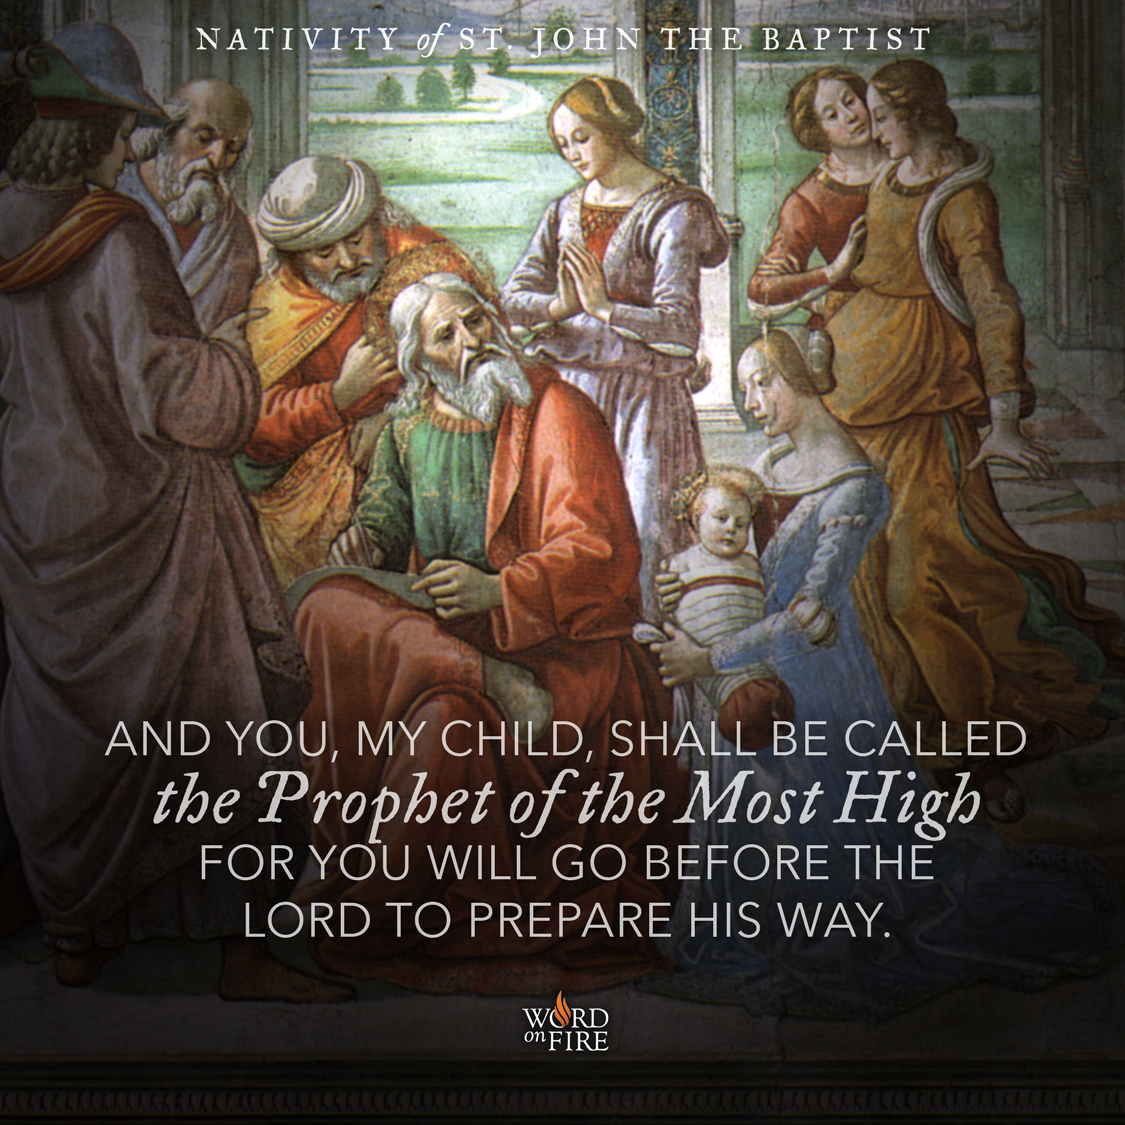 NATIVITY of ST. JOHN THE BAPTIST
AND YOU, MY CHILD, SHALL BE CALLED
the Prophet of the Most High
FOR YOU WILL GO BEFORE THE
LORD TO PREPARE HIS WAY.
WORD
on FIRE